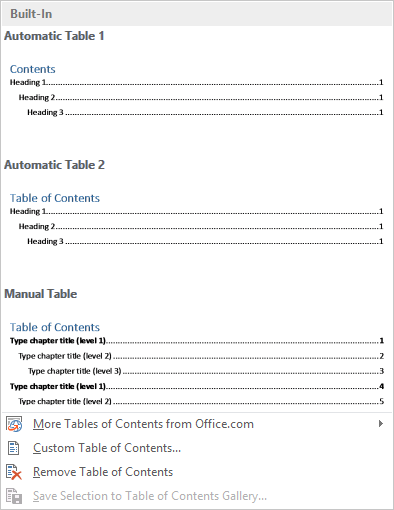 Built-In
Automatic Table 1
Contents
Heading 1........................................................................................................1
Heading 2........................................................................................................1
Heading 3........................................................................................................1
Automatic Table 2
Table of Contents
Heading 1........................................................................................................1
Heading 2........................................................................................................1
Heading 3........................................................................................................1
Manual Table
Table of Contents
Type chapter title (level 1)................................................................................1
Type chapter title (level 2)................................................................................2
Type chapter title (level 3)................................................................................3
Type chapter title (level 1)................................................................................4
Type chapter title (level 2)................................................................................5
More Tables of Contents from Office.com
Custom Table of Contents...
Remove Table of Contents
Save Selection to Table of Contents Gallery...